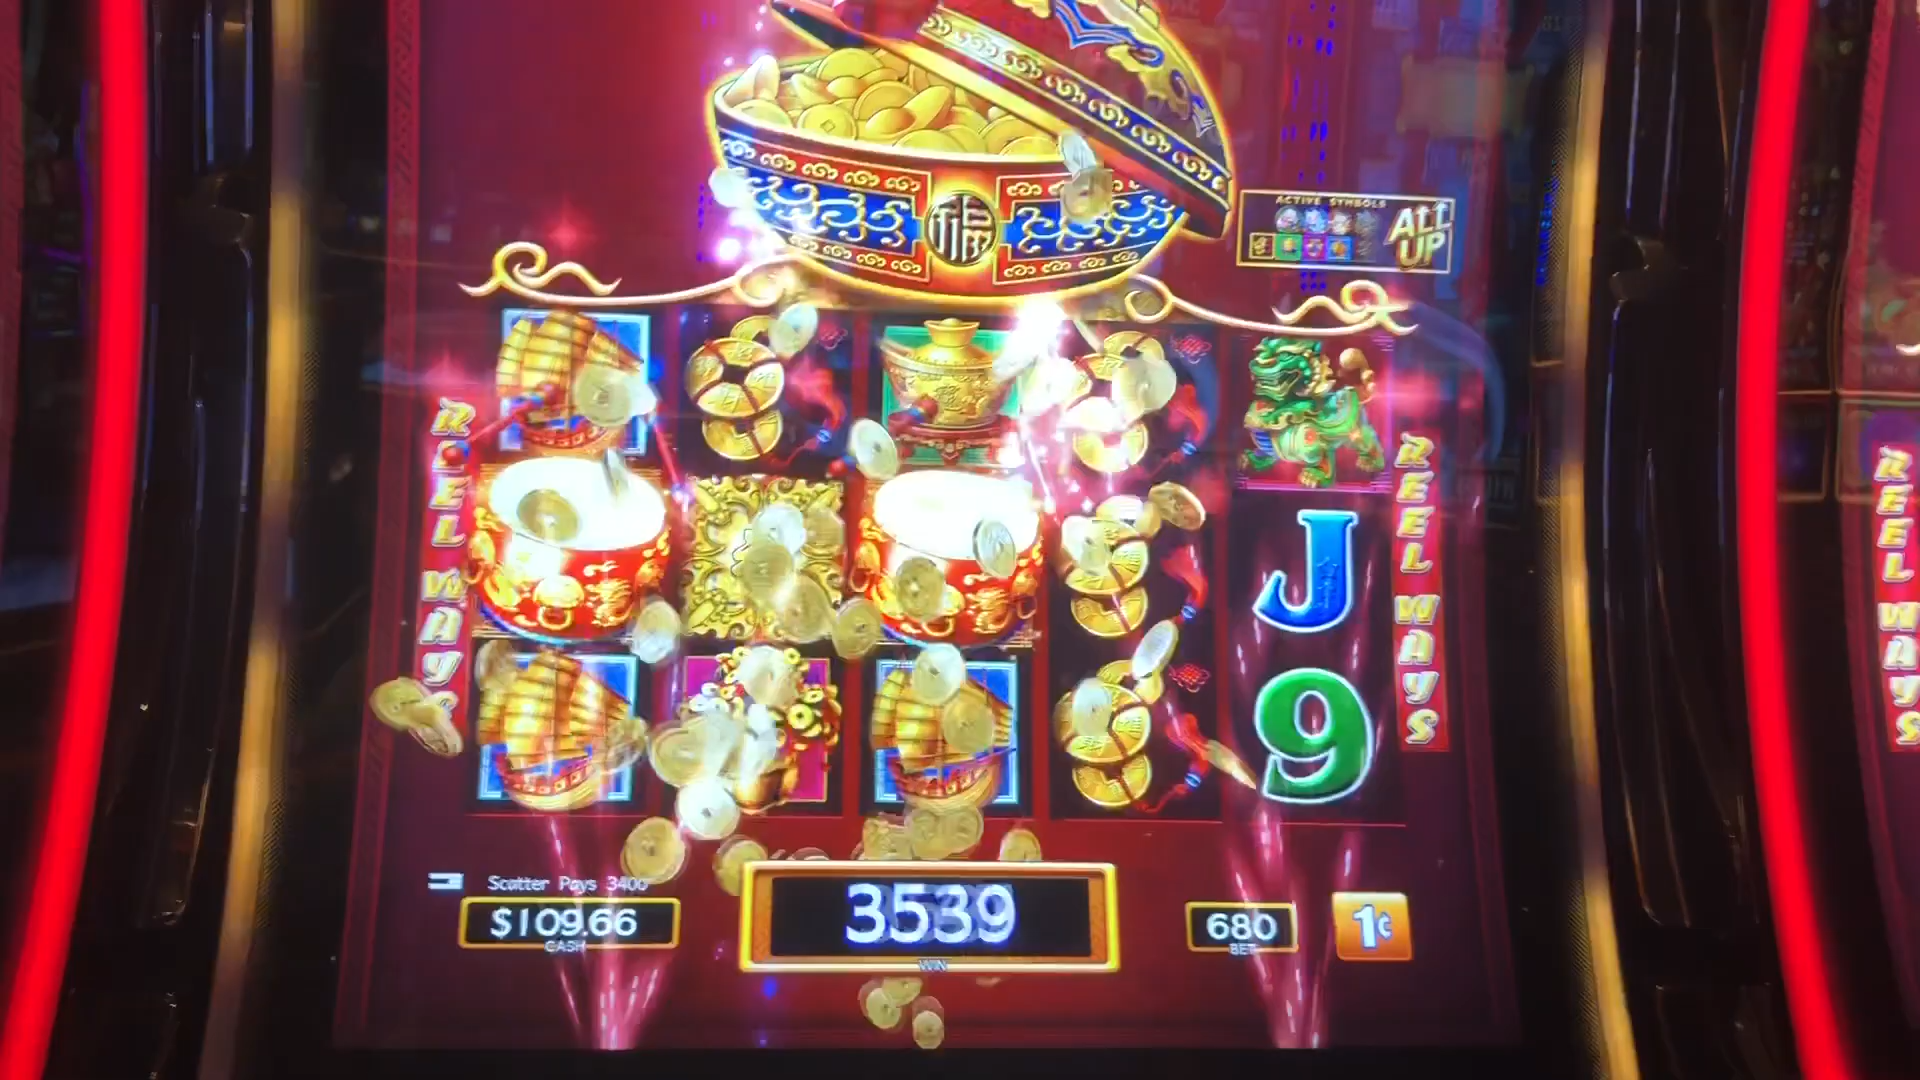 ACTIVE SYMBOLS
ALL UP
福
REEL WAYS
REEL WAYS
REEL WAYS
J
9
Scatter Pays 3400
$109.66
CASH
3539
WIN
680
BET
1¢